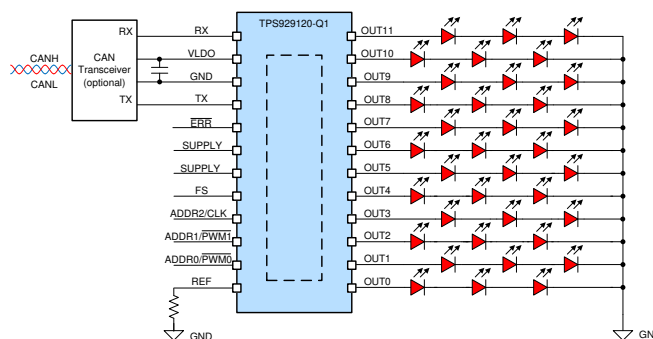 TPS929120-Q1
RX RX OUT11
CAN VLDO OUT10
CANH
Transceiver
(optional) GND OUT9
CANL
TX TX OUT8
ERR OUT7
SUPPLY OUT6
SUPPLY OUT5
FS OUT4
ADDR2/CLK OUT3
ADDR1/PWM1 OUT2
ADDR0/PWM0 OUT1
REF OUT0
GND GN